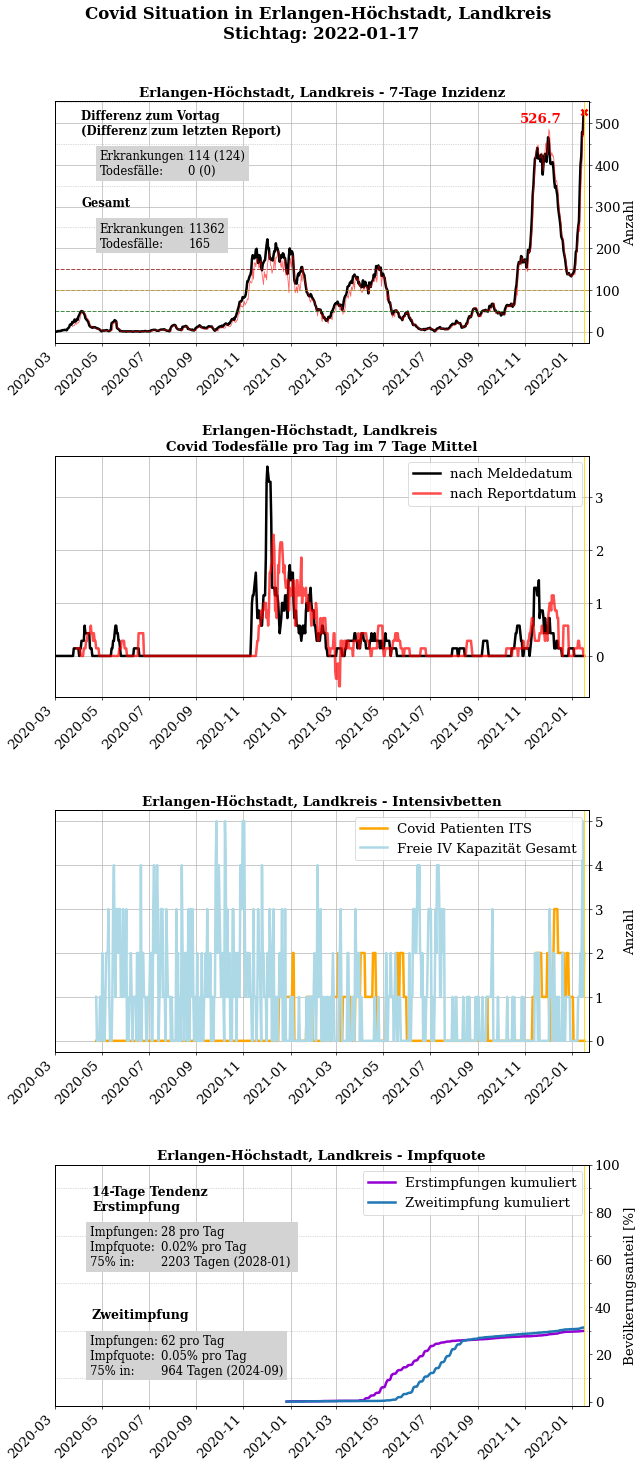 Covid Situation in Erlangen-Höchstadt, Landkreis
Stichtag: 2022-01-17
Erlangen-Höchstadt, Landkreis - 7-Tage Inzidenz
Differenz zum Vortag
(Differenz zum letzten Report)
Erkrankungen 114 (124)
Todesfälle: 0 (0)
Gesamt
Erkrankungen 11362
Todesfälle: 165
526.7
500
400
300
200
100
0
Anzahl
2020-03 2020-05 2020-07 2020-09 2020-11 2021-01 2021-03 2021-05 2021-07 2021-09 2021-11 2022-01
Erlangen-Höchstadt, Landkreis
Covid Todesfälle pro Tag im 7 Tage Mittel
nach Meldedatum
nach Reportdatum
3
2
1
0
2020-03 2020-05 2020-07 2020-09 2020-11 2021-01 2021-03 2021-05 2021-07 2021-09 2021-11 2022-01
Erlangen-Höchstadt, Landkreis - Intensivbetten
Covid Patienten ITS
Freie IV Kapazität Gesamt
5
4
3
2
1
0
Anzahl
2020-03 2020-05 2020-07 2020-09 2020-11 2021-01 2021-03 2021-05 2021-07 2021-09 2021-11 2022-01
Erlangen-Höchstadt, Landkreis - Impfquote
14-Tage Tendenz
Erstimpfung
Impfungen: 28 pro Tag
Impfquote: 0.02% pro Tag
75% in: 2203 Tagen (2028-01)
Zweitimpfung
Impfungen: 62 pro Tag
Impfquote: 0.05% pro Tag
75% in: 964 Tagen (2024-09)
Erstimpfungen kumuliert
Zweitimpfung kumuliert
100
80
60
40
20
0
Bevölkerungsanteil [%]
2020-03 2020-05 2020-07 2020-09 2020-11 2021-01 2021-03 2021-05 2021-07 2021-09 2021-11 2022-01